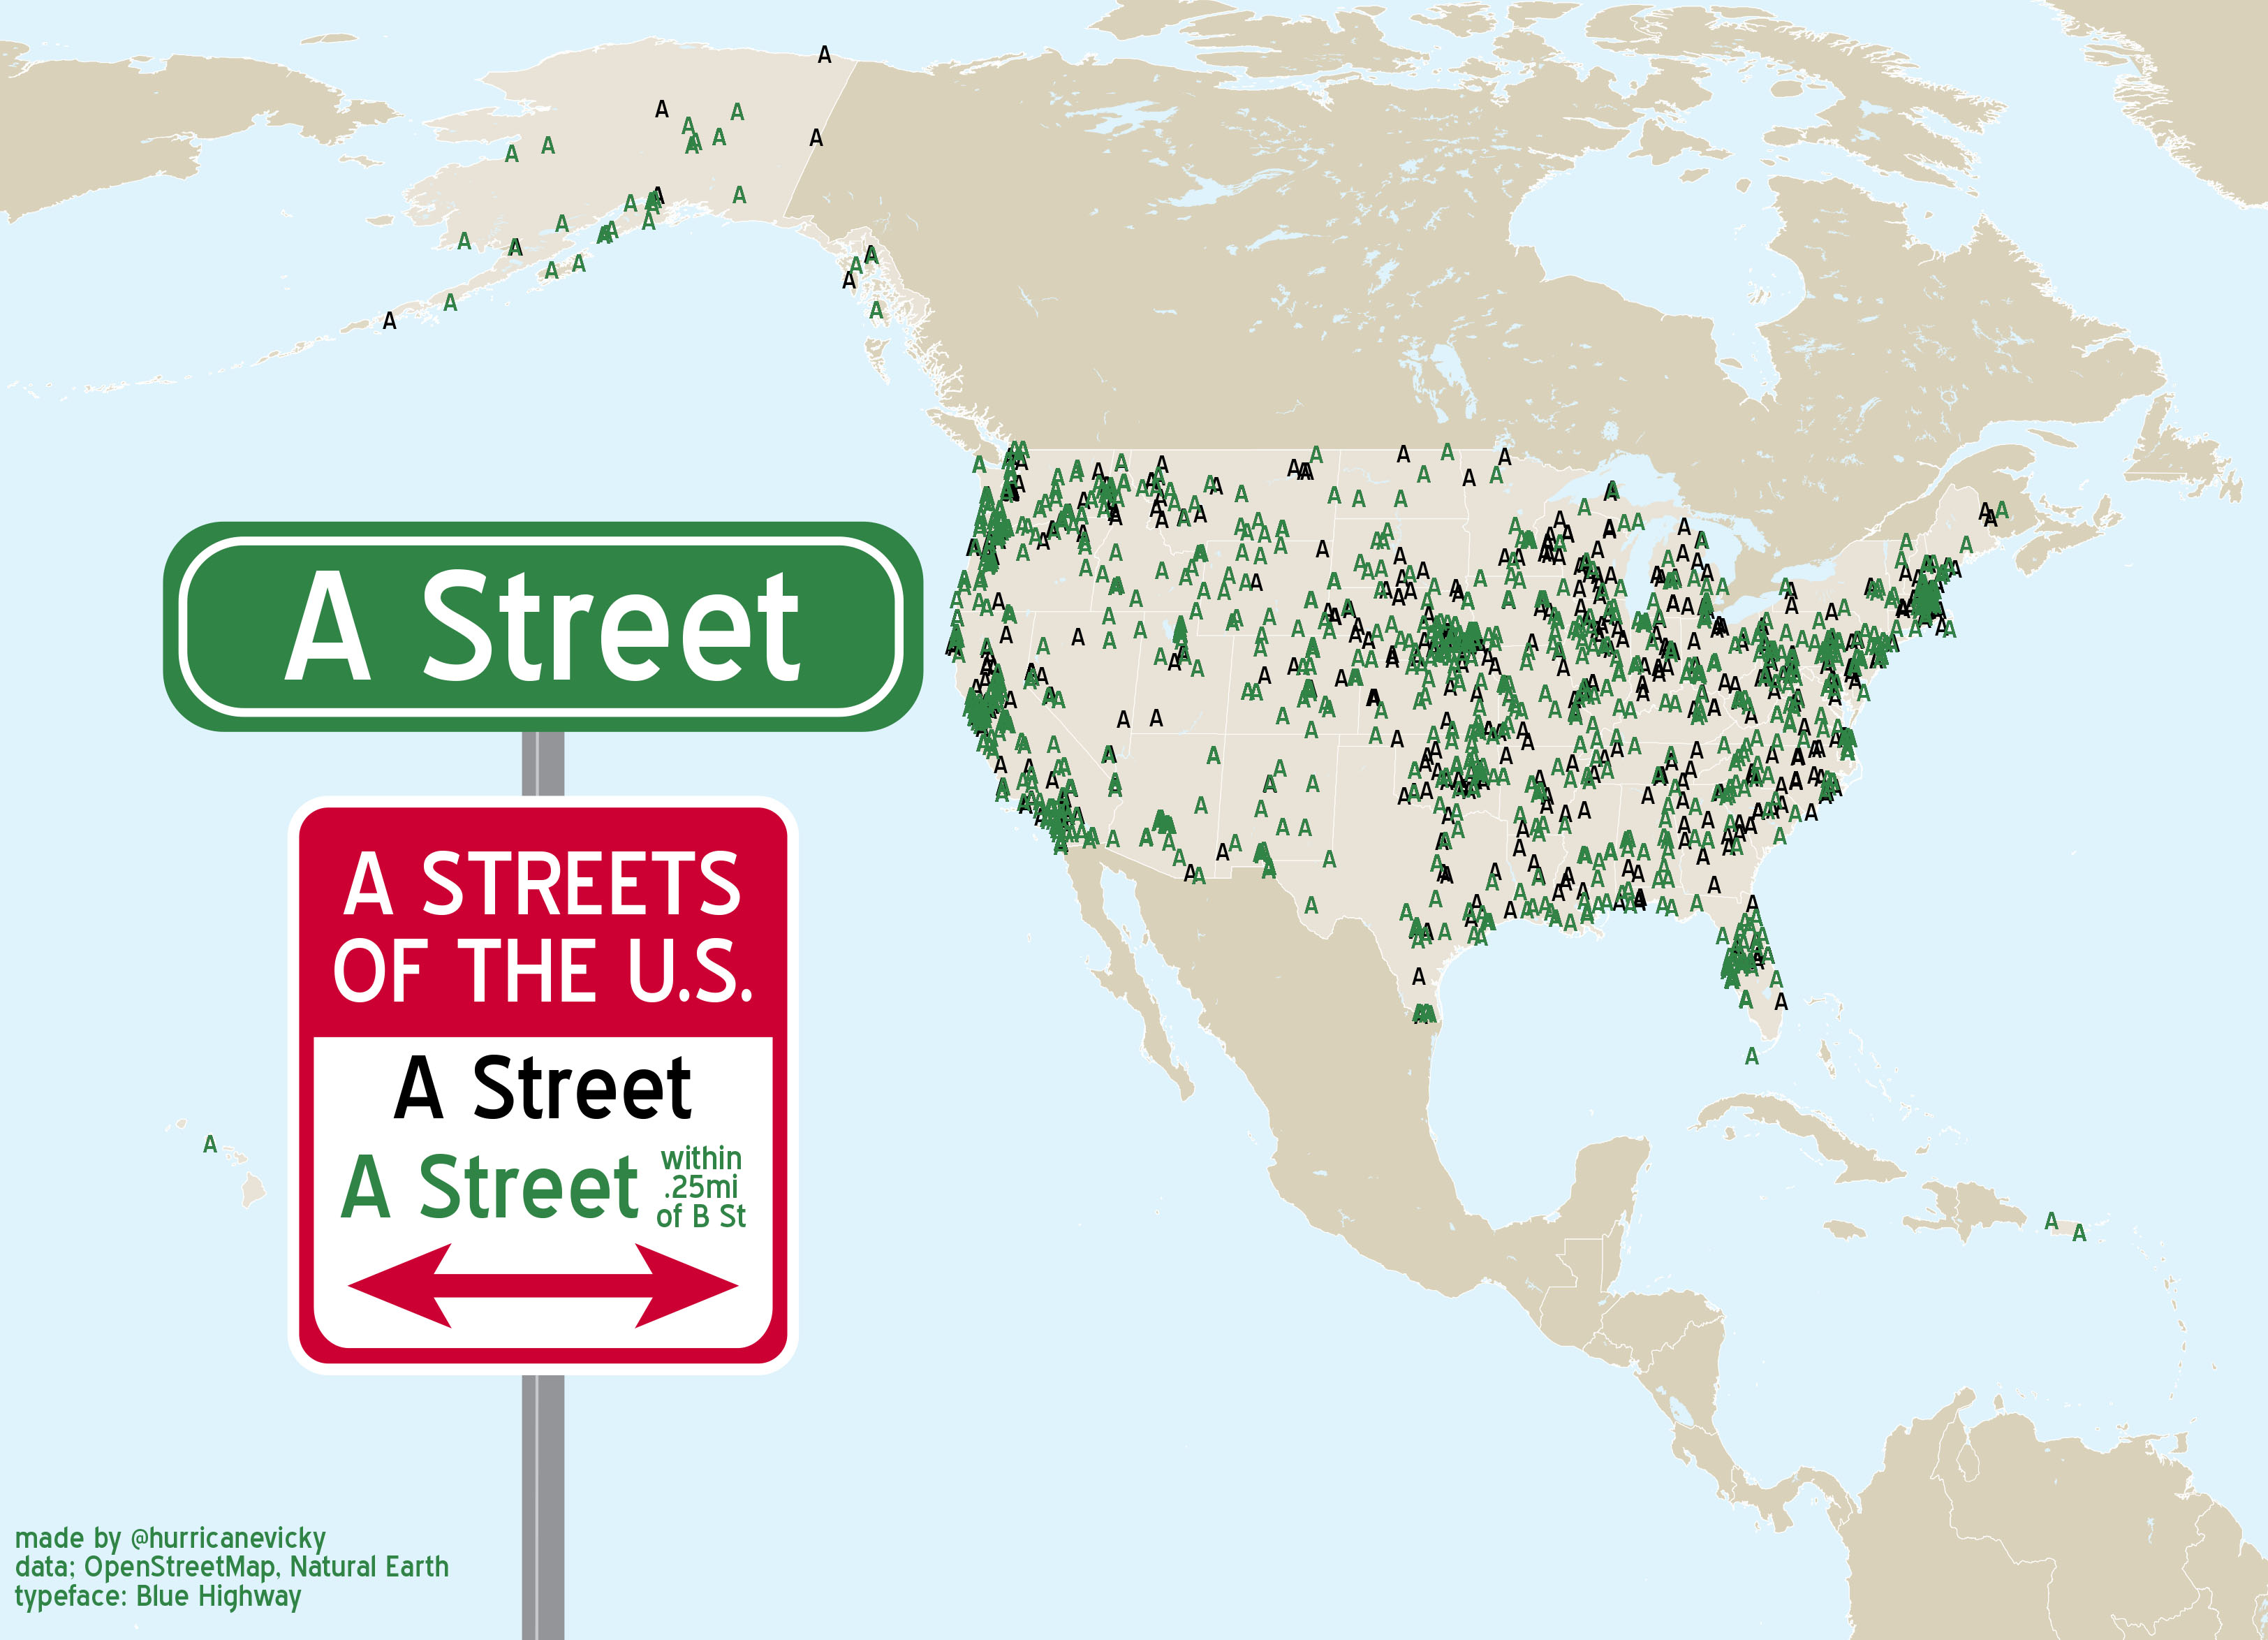 A Street
A STREETS
OF THE U.S.
A Street
A Street within
.25mi
of B St
made by @hurricanevicky
data; OpenStreetMap, Natural Earth
typeface: Blue Highway